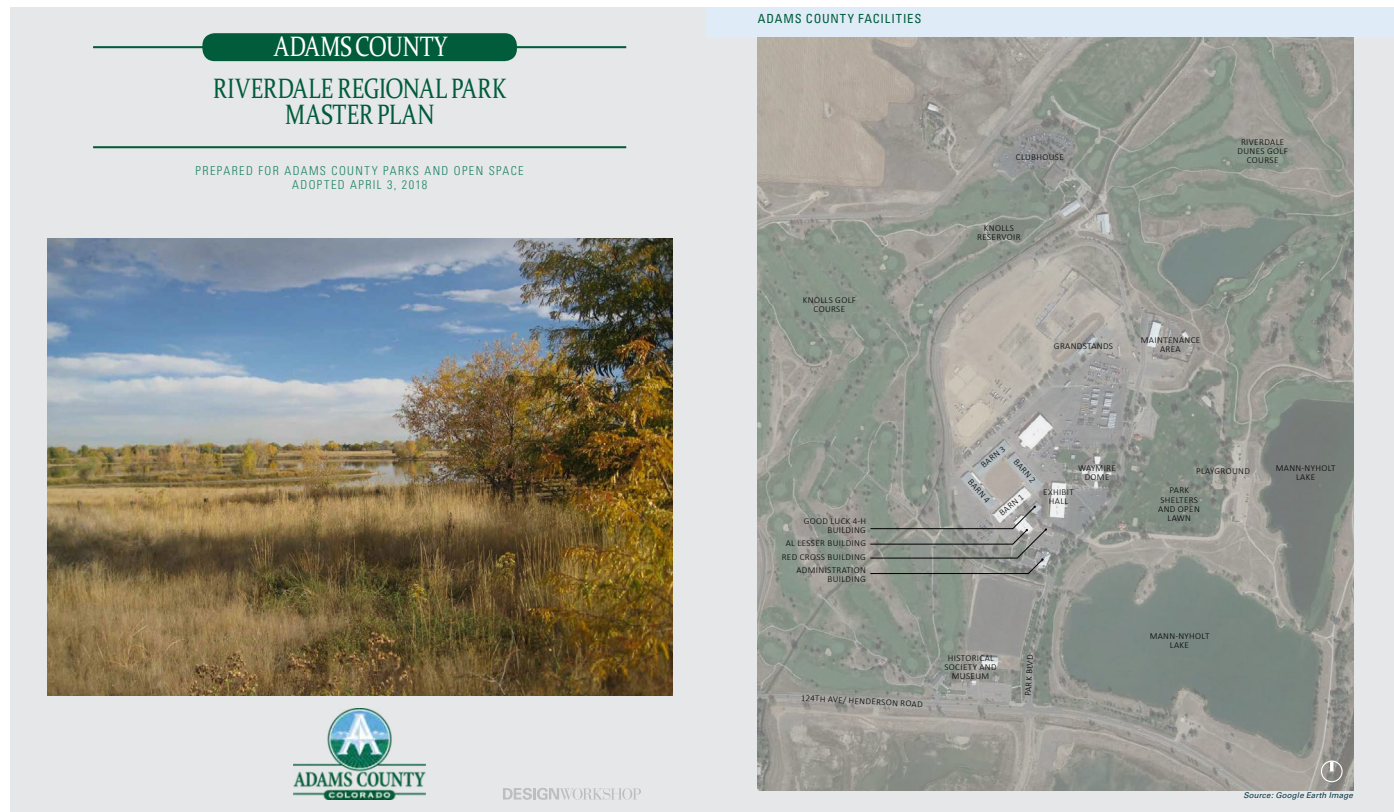 ADAMS COUNTY
RIVERDALE REGIONAL PARK
MASTER PLAN
PREPARED FOR ADAMS COUNTY PARKS AND OPEN SPACE
ADOPTED APRIL 3, 2018
ADAMS COUNTY
COLORADO
DESIGNWORKSHOP
ADAMS COUNTY FACILITIES
CLUBHOUSE
RIVERDALE
DUNES GOLF
COURSE
KNOLLS
RESERVOIR
KNOLLS GOLF
COURSE
GRANDSTANDS
MAINTENANCE
AREA
BARN 3
BARN 2
BARN 4
BARN 1
EXHIBIT
HALL
WAYMIRE
DOME
PLAYGROUND
MANN-NYHOLT
LAKE
PARK
SHELTERS
AND OPEN
LAWN
GOOD LUCK 4-H
BUILDING
AL LESSER BUILDING
RED CROSS BUILDING
ADMINISTRATION
BUILDING
MANN-NYHOLT
LAKE
HISTORICAL
SOCIETY AND
MUSEUM
PARK BLVD
124TH AVE/ HENDERSON ROAD
Source: Google Earth Image